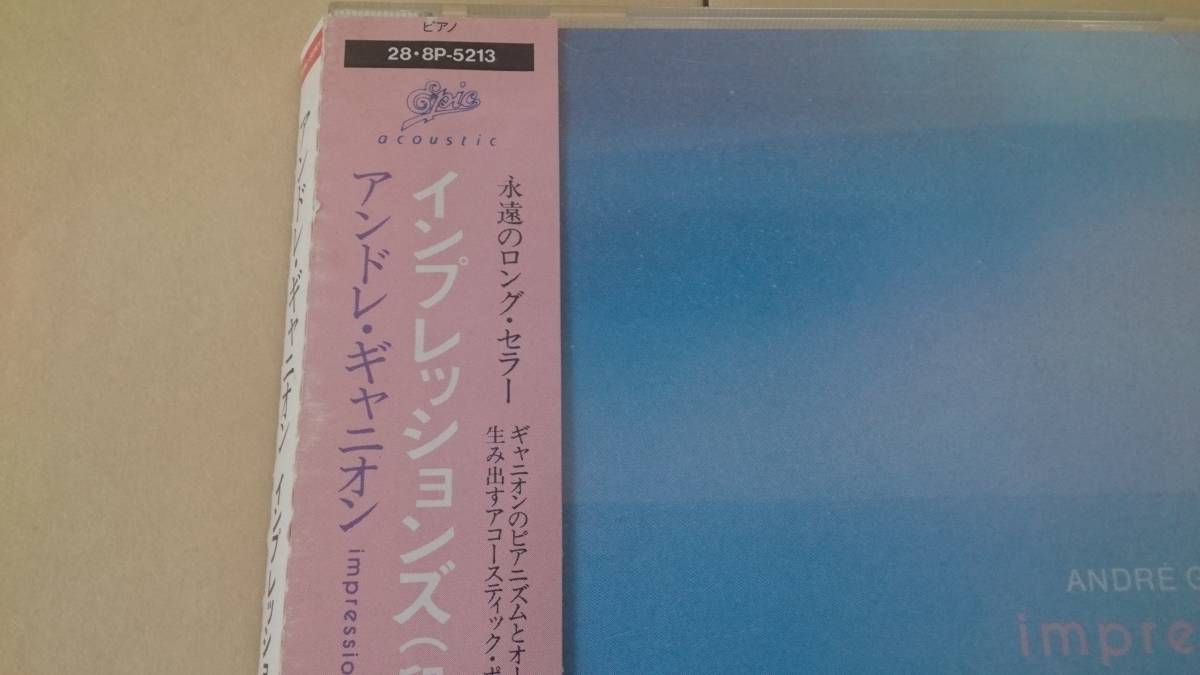 ピアノ
28・8P-5213
Epic
acoustic
永遠のロング・セラー
ギャニオンのピアニズムとオー
生み出すアコースティック・ポ
インプレッションズ(
アンドレ・ギャニオン impressio
アンドレ・ギャニオン インプレッショ
ANDRÉ G
impre